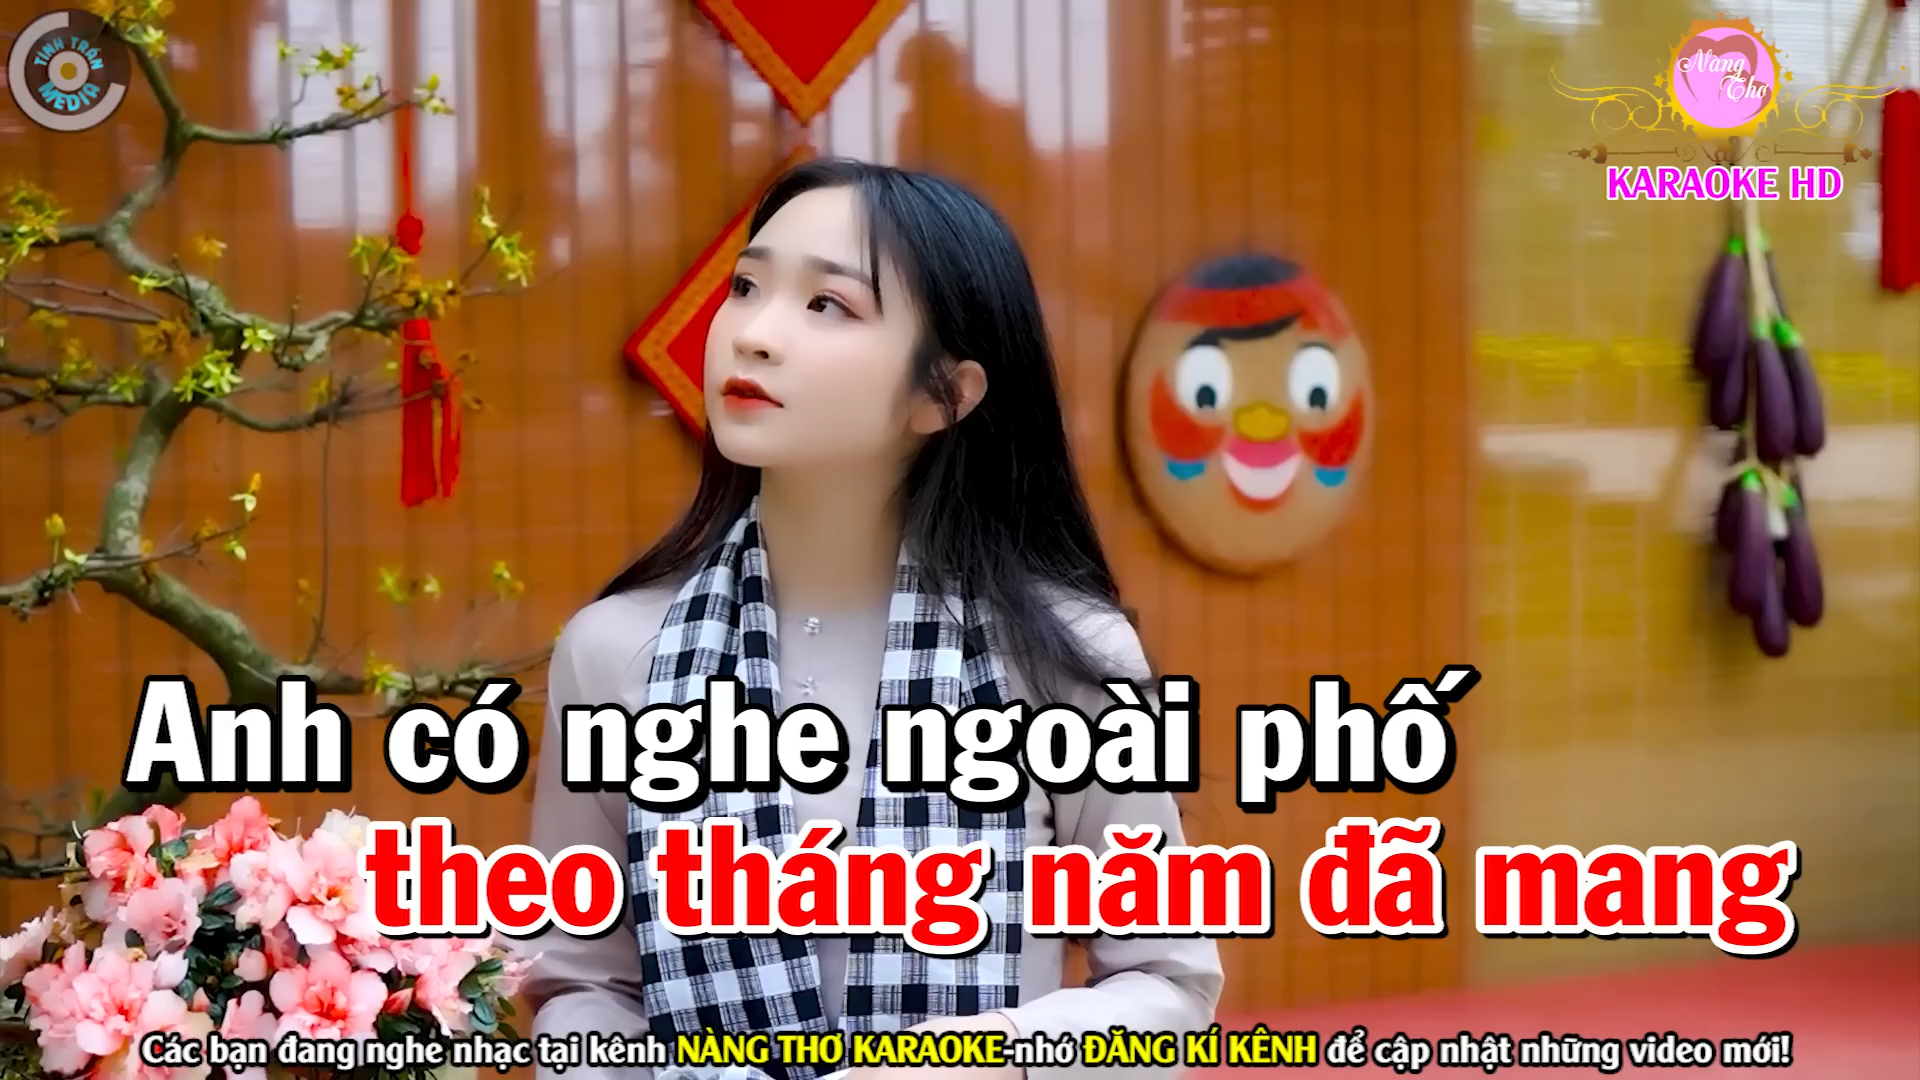 TÌNH TRẦN
MEDIA
Nàng
Thơ
KARAOKE HD
Anh có nghe ngoài phố
theo tháng năm đã mang
Các bạn đang nghe nhạc tại kênh NÀNG THƠ KARAOKE-nhớ ĐĂNG KÍ KÊNH để cập nhật những video mới!